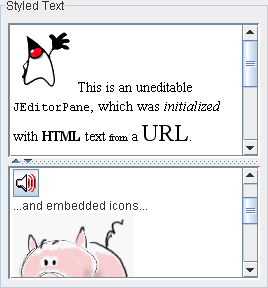 Styled Text
This is an uneditable
JEditorPane, which was initialized
with HTML text from a URL.
...and embedded icons...